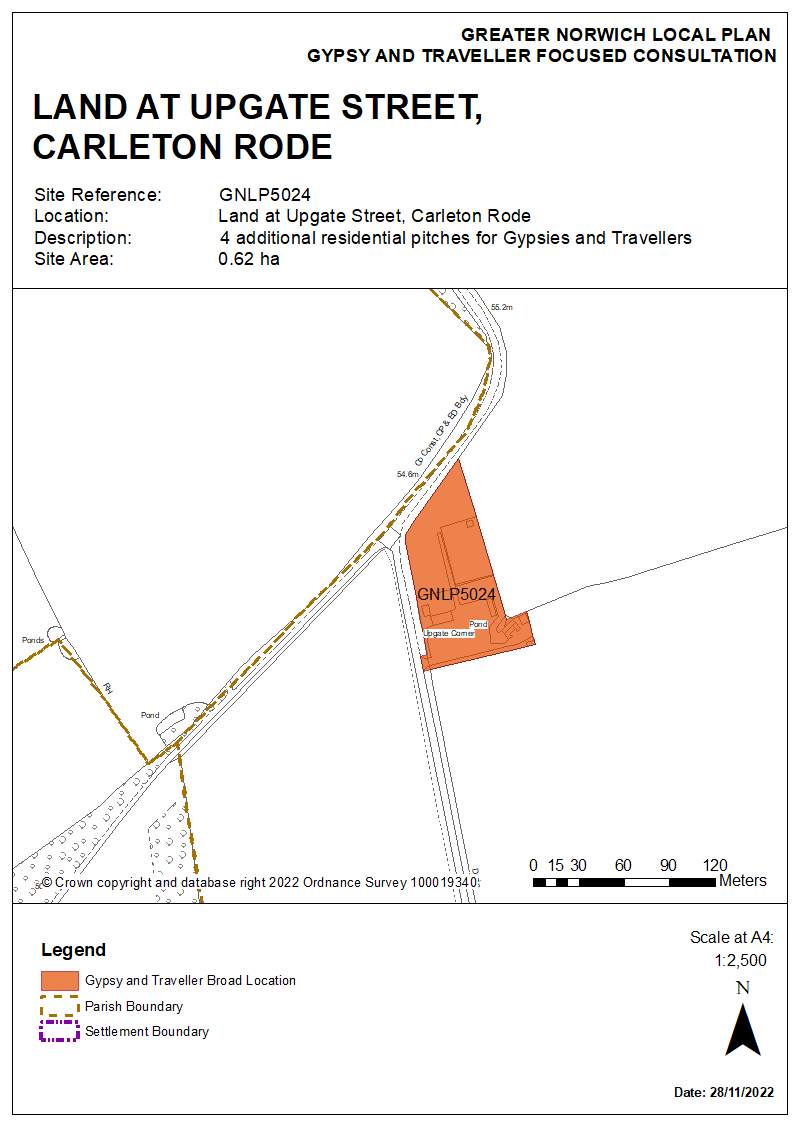 GREATER NORWICH LOCAL PLAN
GYPSY AND TRAVELLER FOCUSED CONSULTATION
LAND AT UPGATE STREET,
CARLETON RODE
Site Reference: GNLP5024
Location: Land at Upgate Street, Carleton Rode
Description: 4 additional residential pitches for Gypsies and Travellers
Site Area: 0.62 ha
55.2m
Co Const, CP & ED Bdy
54.6m
GNLP5024
Pond
Upgate Corner
Ponds
RH
Pond
© Crown copyright and database right 2022 Ordnance Survey 100019340.
0 15 30 60 90 120
Meters
Legend
Gypsy and Traveller Broad Location
Parish Boundary
Settlement Boundary
Scale at A4:
1:2,500
N
Date: 28/11/2022